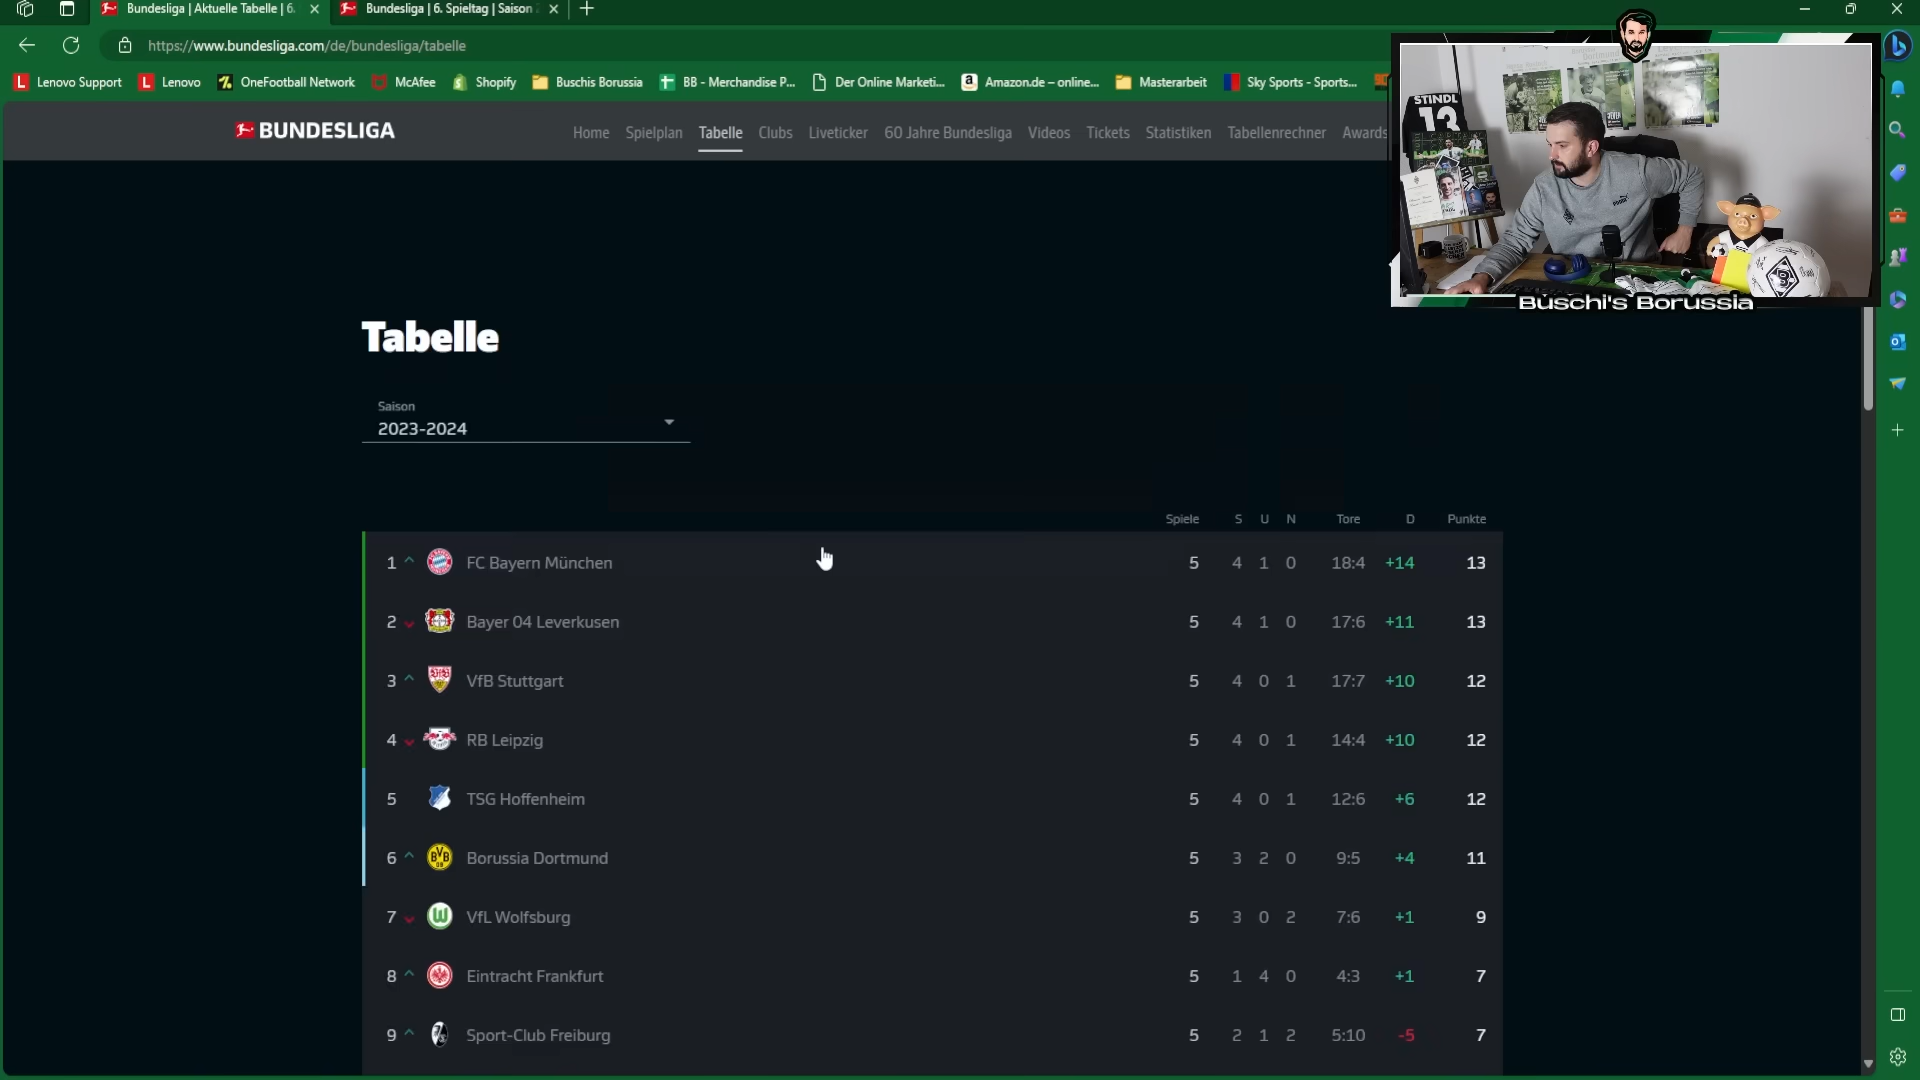 Bundesliga | Aktuelle Tabelle | 6.
Bundesliga | 6. Spieltag | Saison
https://www.bundesliga.com/de/bundesliga/tabelle
Lenovo Support
Lenovo
OneFootball Network
McAfee
Shopify
Buschis Borussia
BB - Merchandise P...
Der Online Marketi...
Amazon.de – online...
Masterarbeit
Sky Sports - Sports...
BUNDESLIGA
Home
Spielplan
Tabelle
Clubs
Liveticker
60 Jahre Bundesliga
Videos
Tickets
Statistiken
Tabellenrechner
Awards
STINDL
13
Buschi's Borussia
Tabelle
Saison
2023-2024
Spiele S U N Tore D Punkte
1 FC Bayern München 5 4 1 0 18:4 +14 13
2 Bayer 04 Leverkusen 5 4 1 0 17:6 +11 13
3 VfB Stuttgart 5 4 0 1 17:7 +10 12
4 RB Leipzig 5 4 0 1 14:4 +10 12
5 TSG Hoffenheim 5 4 0 1 12:6 +6 12
6 Borussia Dortmund 5 3 2 0 9:5 +4 11
7 VfL Wolfsburg 5 3 0 2 7:6 +1 9
8 Eintracht Frankfurt 5 1 4 0 4:3 +1 7
9 Sport-Club Freiburg 5 2 1 2 5:10 -5 7